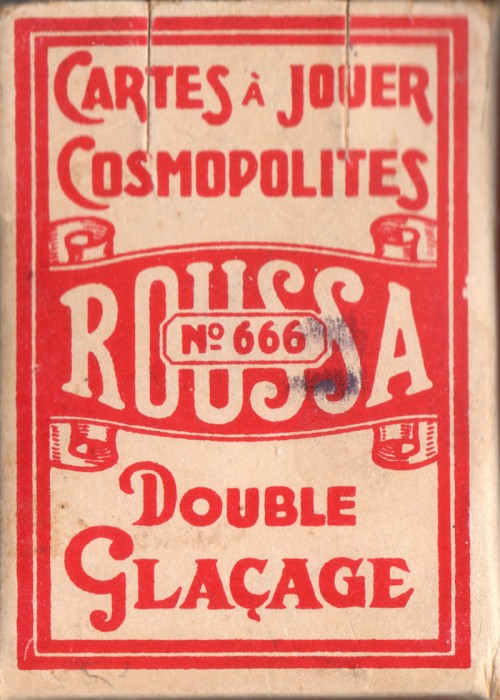 CARTES À JOUER
COSMOPOLITES
ROUSSA
Nº 666
DOUBLE
GLAÇAGE